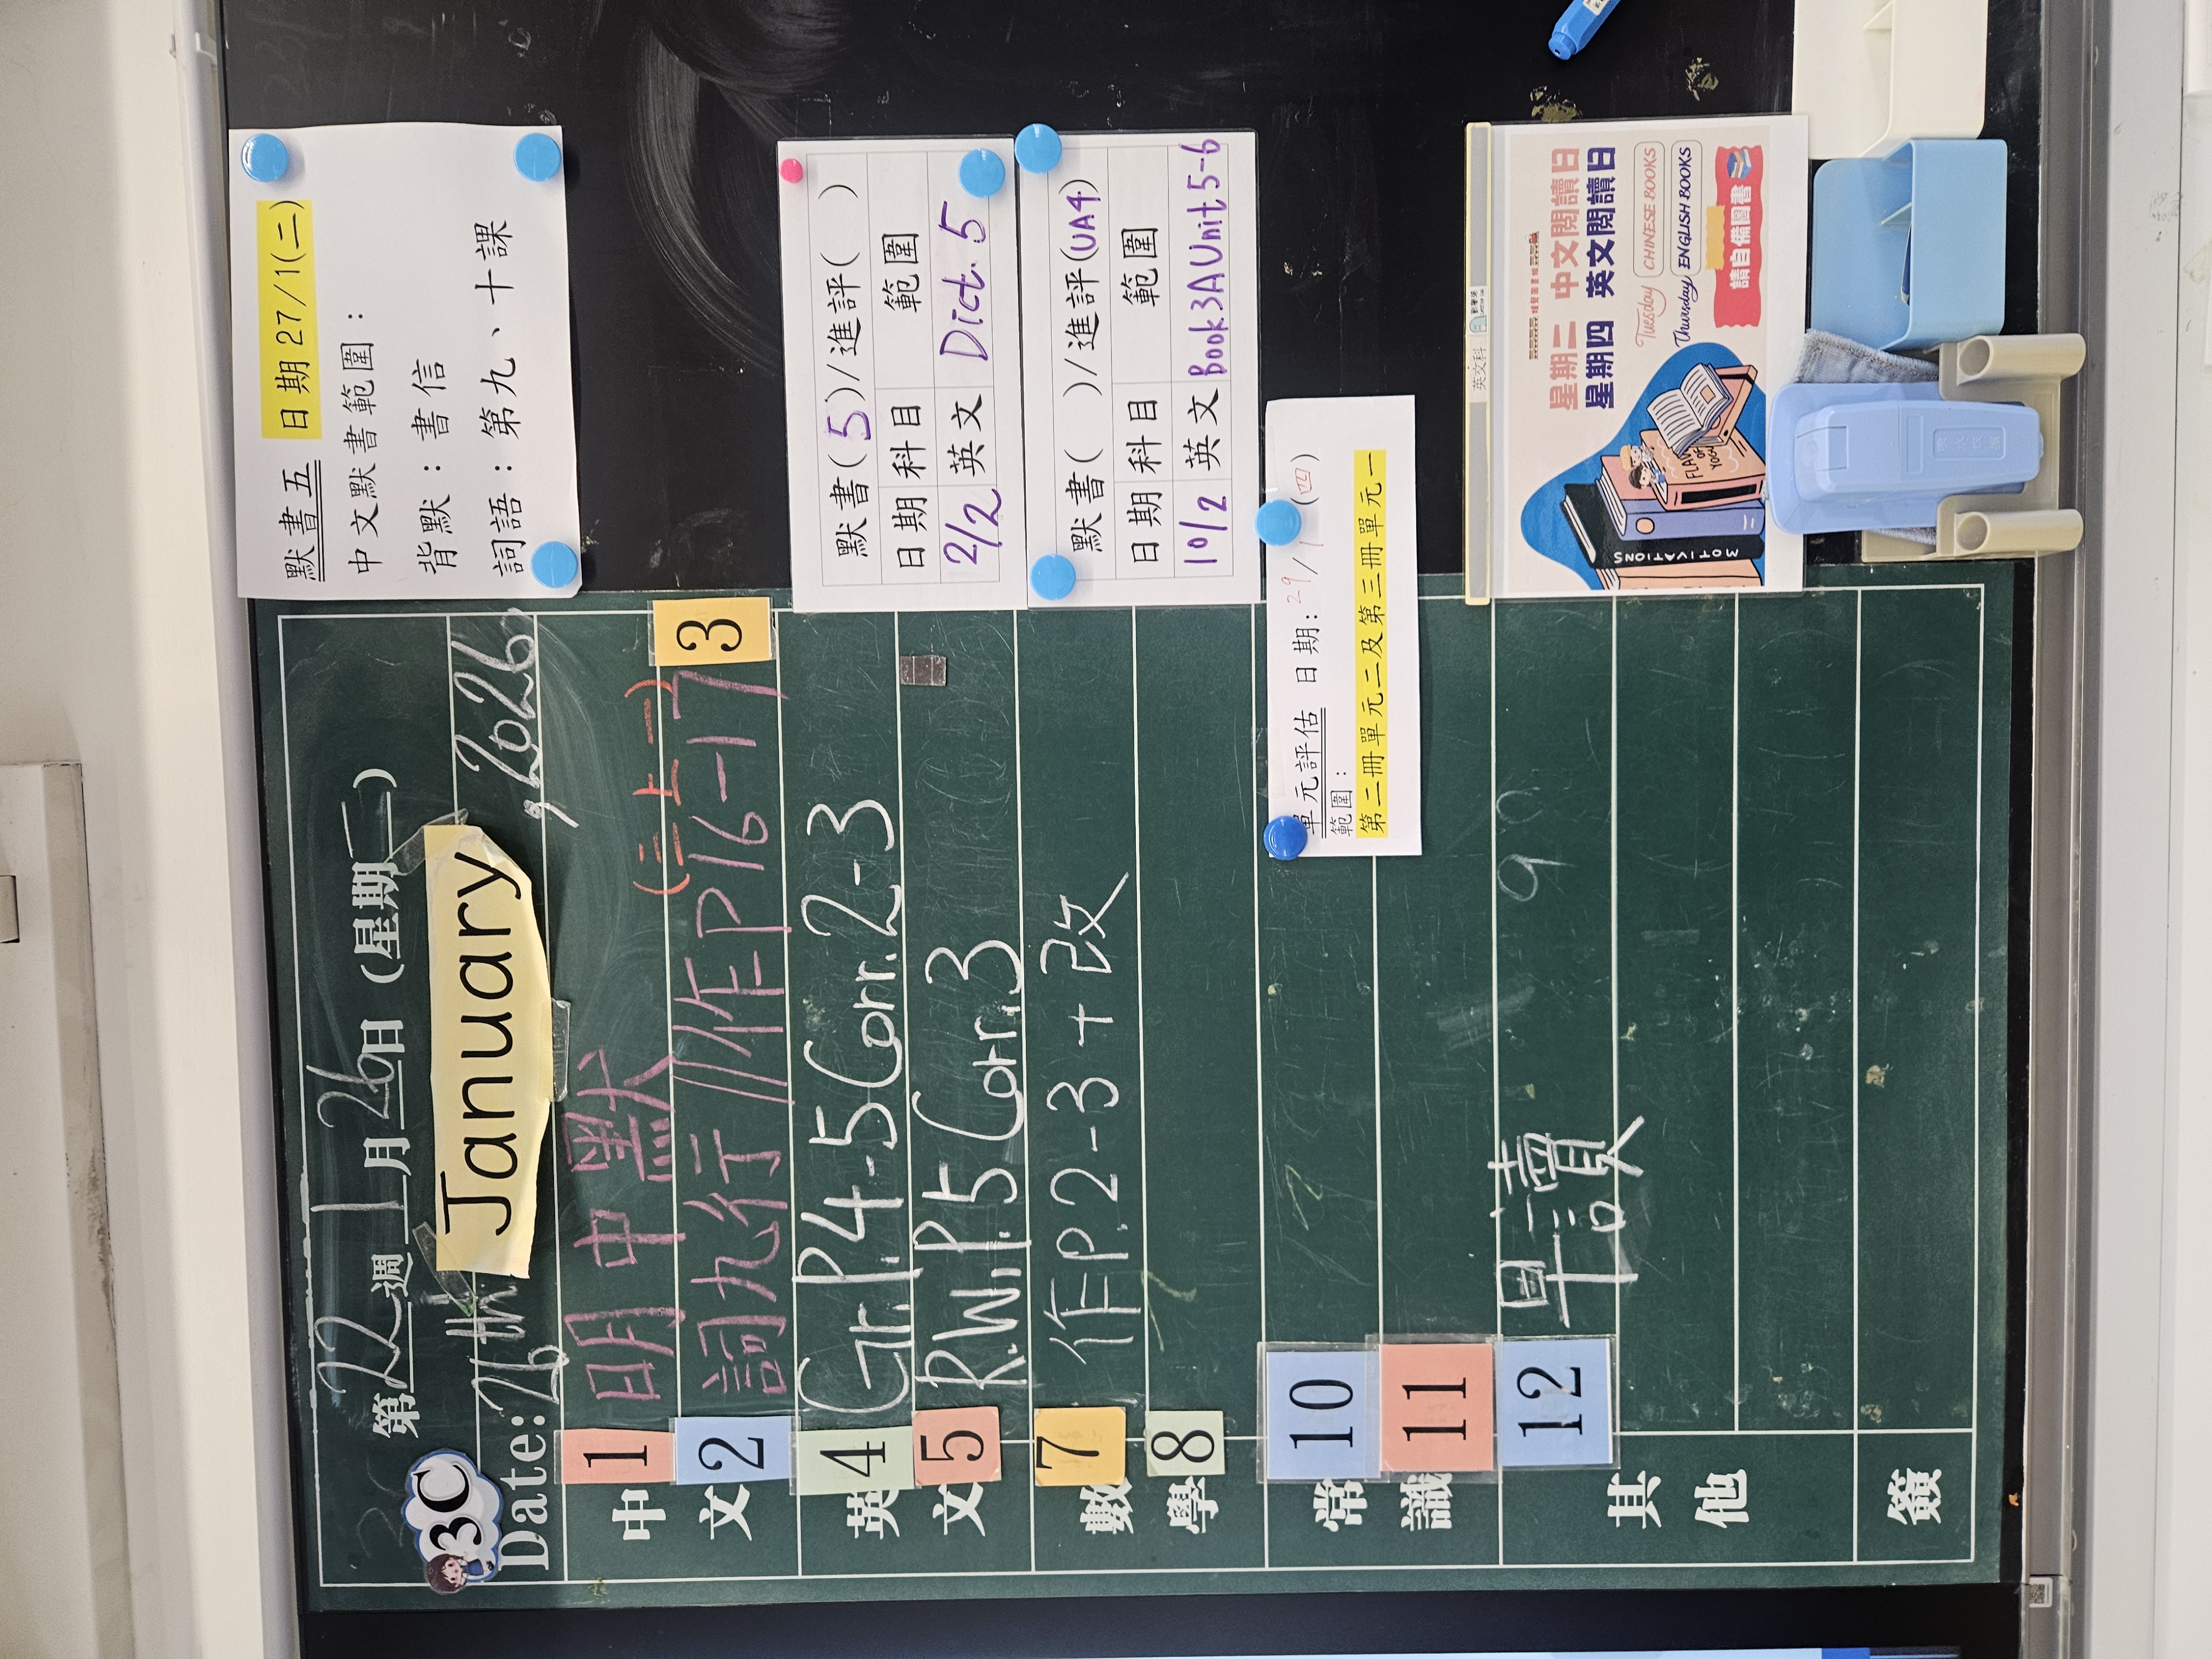 3C
第22週 1月26日 (星期一)
Date: 26th January, 2026
中文
1 明中默
(三上一)
2 詞九行//作P16-17 3
英文
4 Gr.P.4-5 Corr.2-3
5 R.W.P.5 Corr.3
數學
7 作P.2-3+改
8
常識
10
11
其他
12 早讀
簽
默書五 日期27/1(二)
中文默書範圍：
背默：書信
詞語：第九、十課
默書(5)/進評( )
日期 科目 範圍
2/2 英文 Dict. 5
默書( )/進評(UA4)
日期 科目 範圍
10/2 英文 Book3A Unit 5-6
單元評估 日期: 29/1 (四)
範圍：
第二冊單元二及第三冊單元一
英文科
星期二 中文閱讀日
星期四 英文閱讀日
Tuesday CHINESE BOOKS
Thursday ENGLISH BOOKS
請自備圖書
MOTIVATIONS